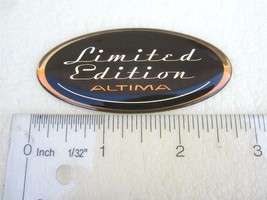 Limited
Edition
ALTIMA
0 Inch 1/32" 1 2 3